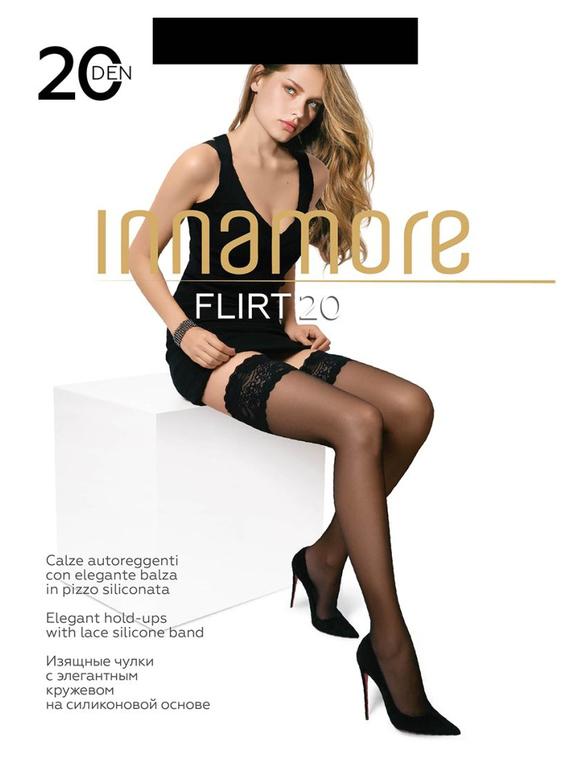 20 DEN
innamore
FLIRT 20
Calze autoreggenti
con elegante balza
in pizzo siliconata
Elegant hold-ups
with lace silicone band
Изящные чулки
с элегантным
кружевом
на силиконовой основе